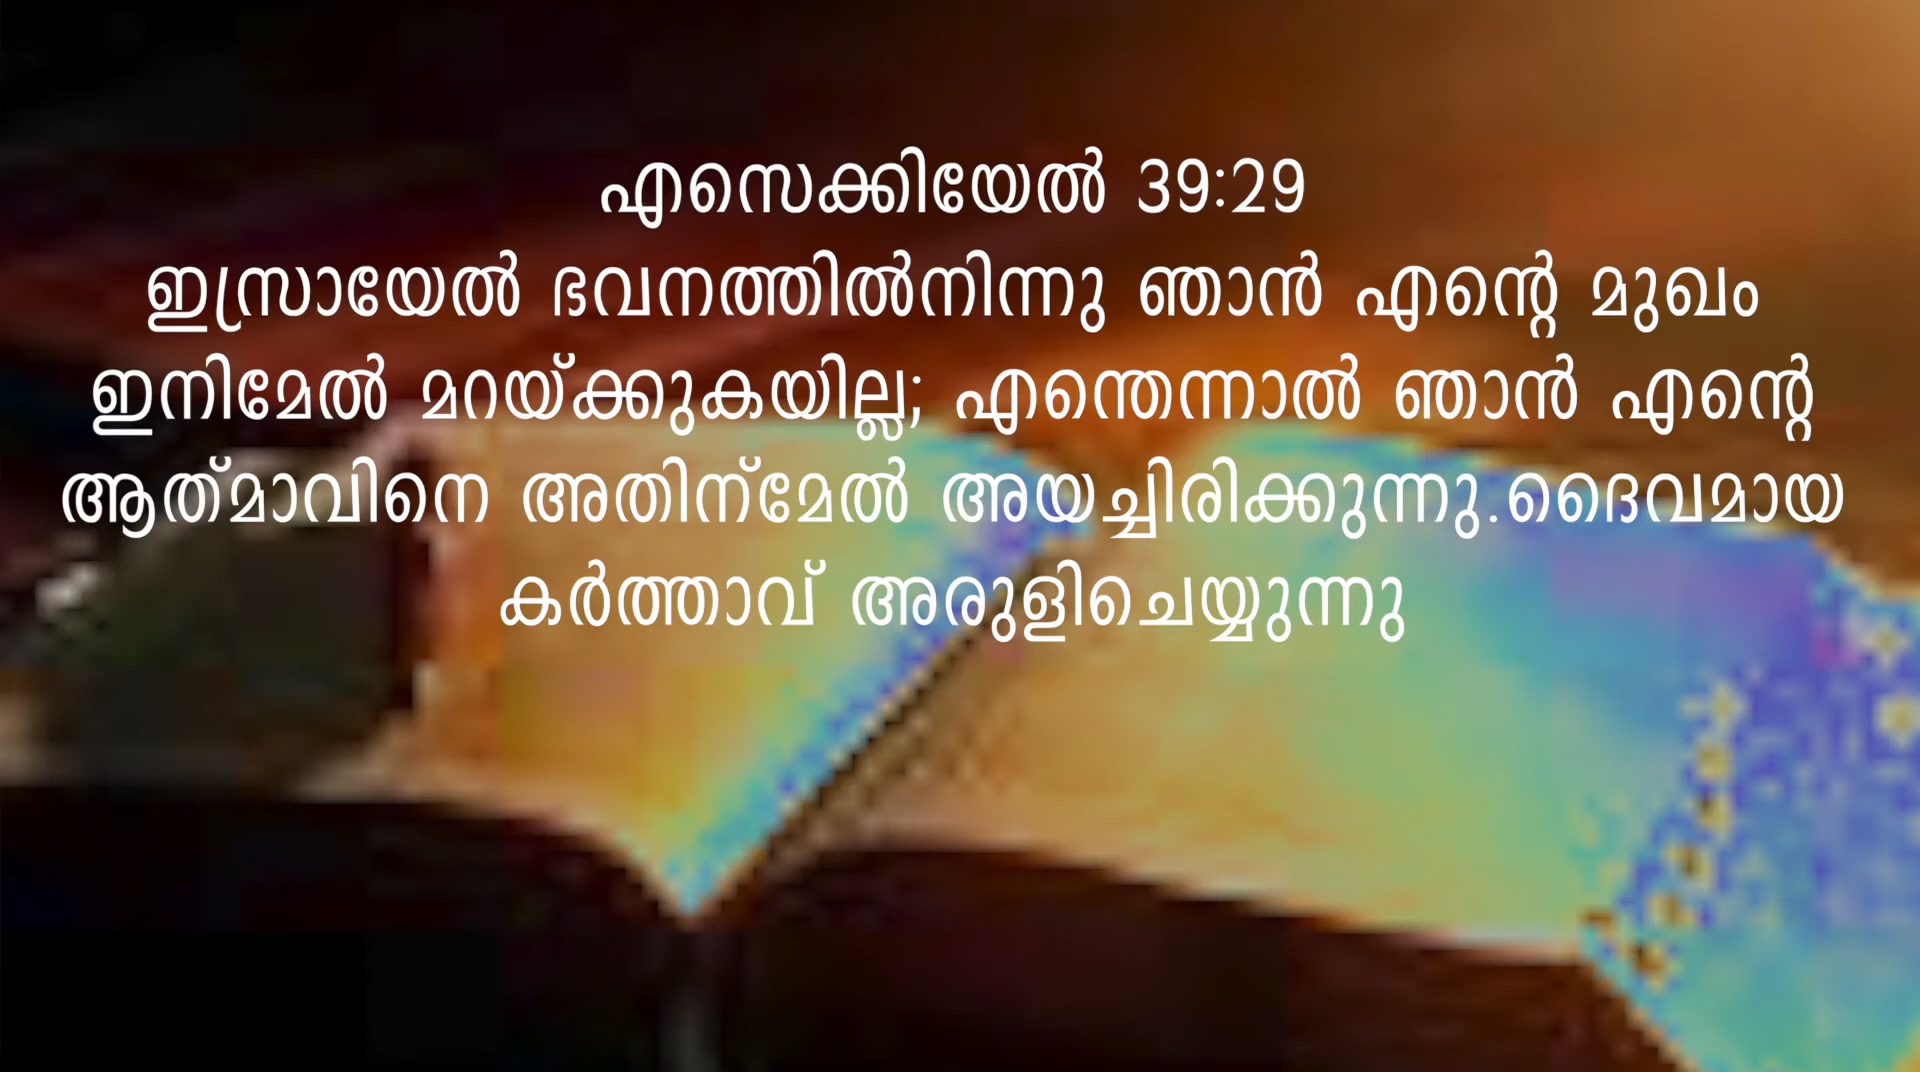 എസെക്കിയേൽ 39:29
ഇസ്രായേൽ ഭവനത്തിൽനിന്നു ഞാൻ എന്റെ മുഖം
ഇനിമേൽ മറയ്ക്കുകയില്ല; എന്തെന്നാൽ ഞാൻ എന്റെ
ആത്‌മാവിനെ അതിന്‌മേൽ അയച്ചിരിക്കുന്നു.ദൈവമായ
കർത്താവ് അരുളിചെയ്യുന്നു